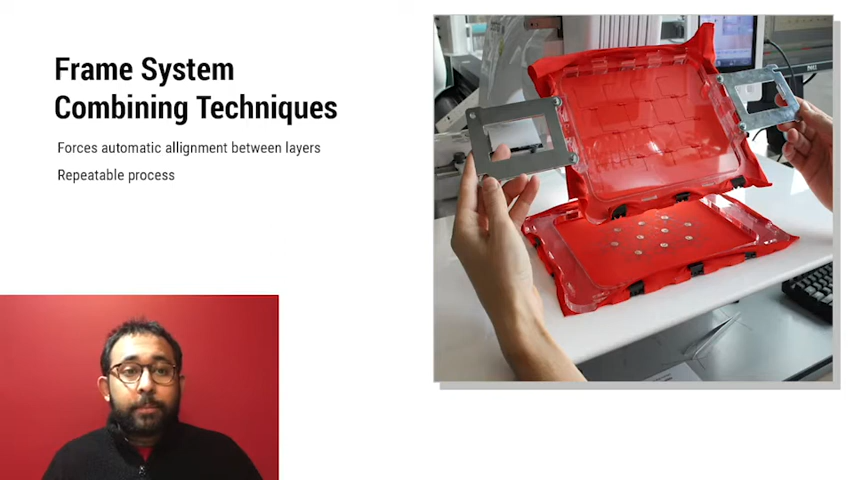 Frame System
Combining Techniques
Forces automatic allignment between layers
Repeatable process